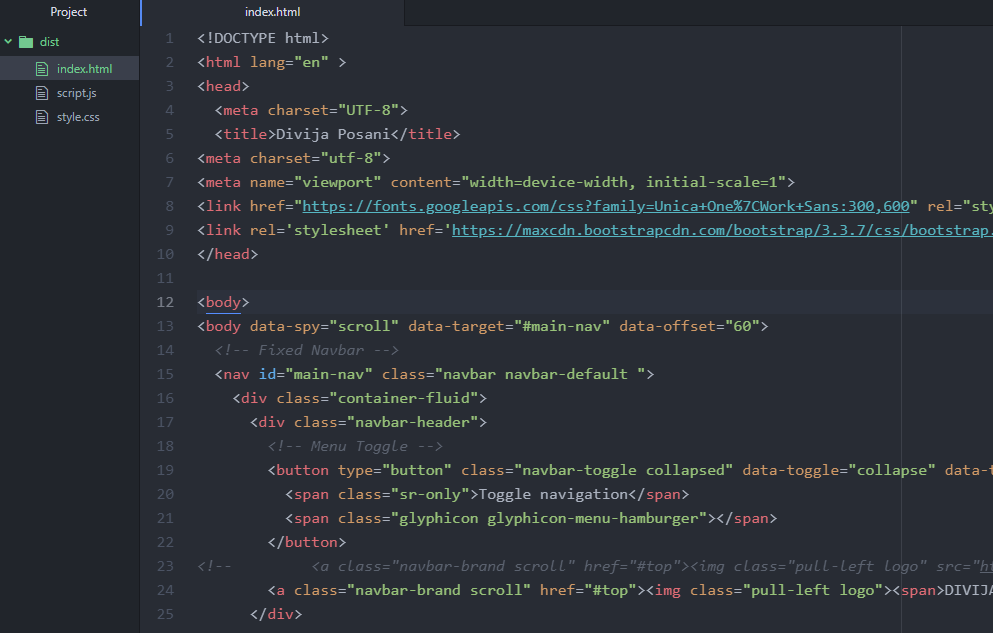 Project
index.html
dist
index.html
script.js
style.css
1 <!DOCTYPE html>
2 <html lang="en" >
3 <head>
4 <meta charset="UTF-8">
5 <title>Divija Posani</title>
6 <meta charset="utf-8">
7 <meta name="viewport" content="width=device-width, initial-scale=1">
8 <link href="https://fonts.googleapis.com/css?family=Unica+One%7CWork+Sans:300,600" rel="sty
9 <link rel='stylesheet' href='https://maxcdn.bootstrapcdn.com/bootstrap/3.3.7/css/bootstrap.
10 </head>
11
12 <body>
13 <body data-spy="scroll" data-target="#main-nav" data-offset="60">
14 <!-- Fixed Navbar -->
15 <nav id="main-nav" class="navbar navbar-default ">
16 <div class="container-fluid">
17 <div class="navbar-header">
18 <!-- Menu Toggle -->
19 <button type="button" class="navbar-toggle collapsed" data-toggle="collapse" data-t
20 <span class="sr-only">Toggle navigation</span>
21 <span class="glyphicon glyphicon-menu-hamburger"></span>
22 </button>
23 <!-- <a class="navbar-brand scroll" href="#top"><img class="pull-left logo" src="ht
24 <a class="navbar-brand scroll" href="#top"><img class="pull-left logo"><span>DIVIJA
25 </div>